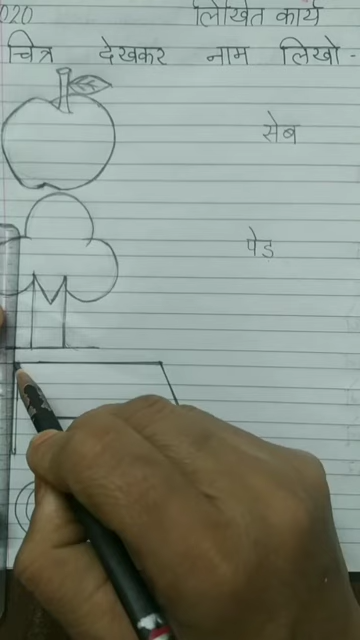 020 लिखित कार्य
चित्र देखकर नाम लिखो -
सेब
पेड़